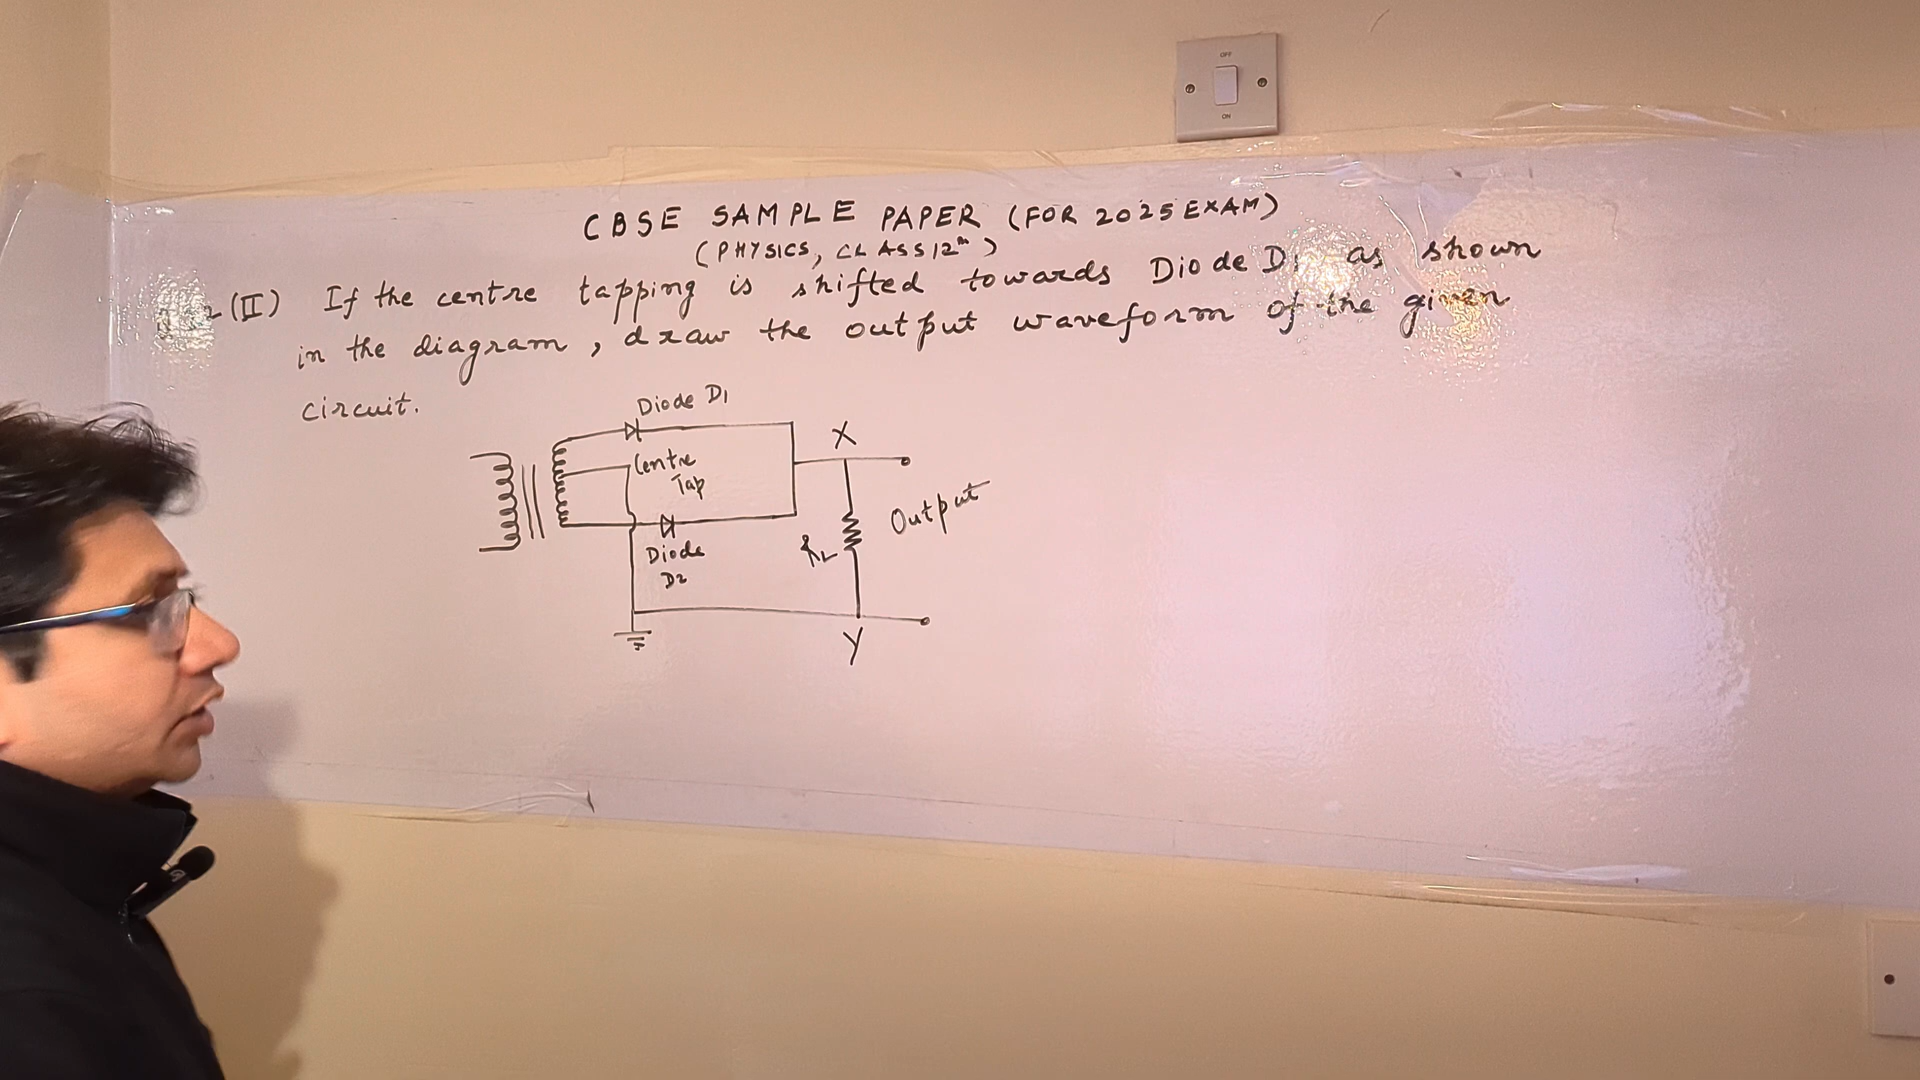 OFF
ON
CBSE SAMPLE PAPER (FOR 2025 EXAM)
(PHYSICS, CLASS 12th)
(II) If the centre tapping is shifted towards Diode D1 as shown
in the diagram, draw the output waveform of the given
circuit.
Diode D1
X
Centre
Tap
Output
RL
Diode
D2
Y